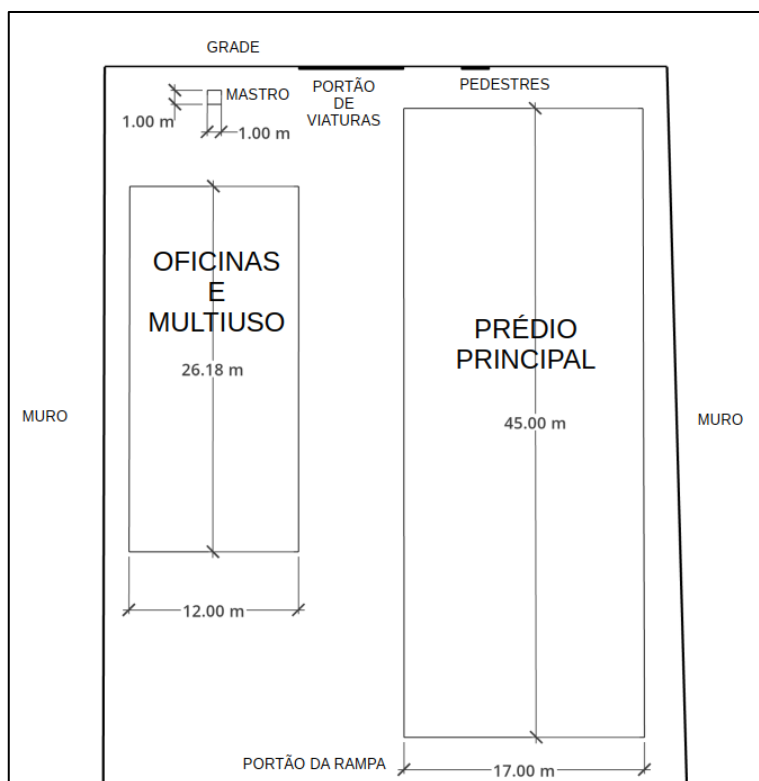 GRADE
MASTRO
1.00 m
1.00 m
PORTÃO
DE
VIATURAS
PEDESTRES
OFICINAS
E
MULTIUSO
26.18 m
12.00 m
PRÉDIO
PRINCIPAL
45.00 m
MURO
MURO
PORTÃO DA RAMPA
17.00 m